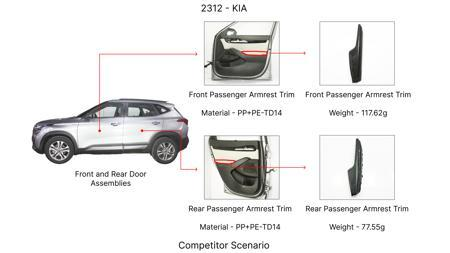 2312 - KIA
Front Passenger Armrest Trim
Material - PP+PE-TD14
Front Passenger Armrest Trim
Weight - 117.62g
Front and Rear Door
Assemblies
Rear Passenger Armrest Trim
Material - PP+PE-TD14
Rear Passenger Armrest Trim
Weight - 77.55g
Competitor Scenario